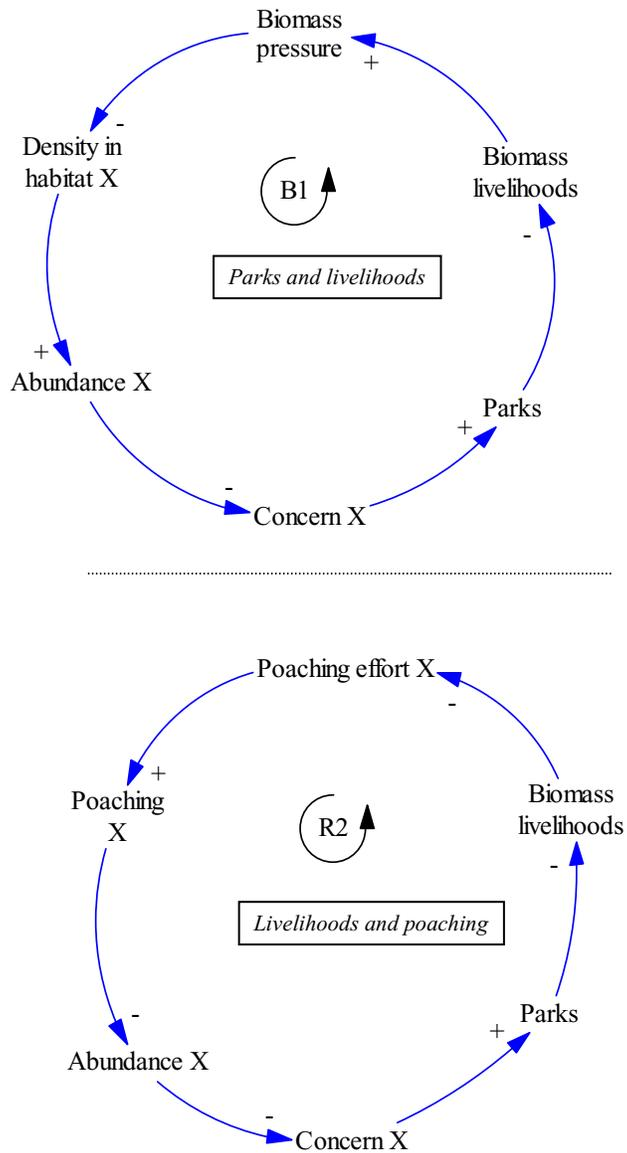 Biomass
pressure
+
-
Density in
habitat X
Biomass
livelihoods
B1
-
Parks and livelihoods
+
Abundance X
Parks
+
-
Concern X
Poaching effort X
-
+
Poaching
X
Biomass
livelihoods
R2
-
Livelihoods and poaching
-
Parks
+
Abundance X
-
Concern X